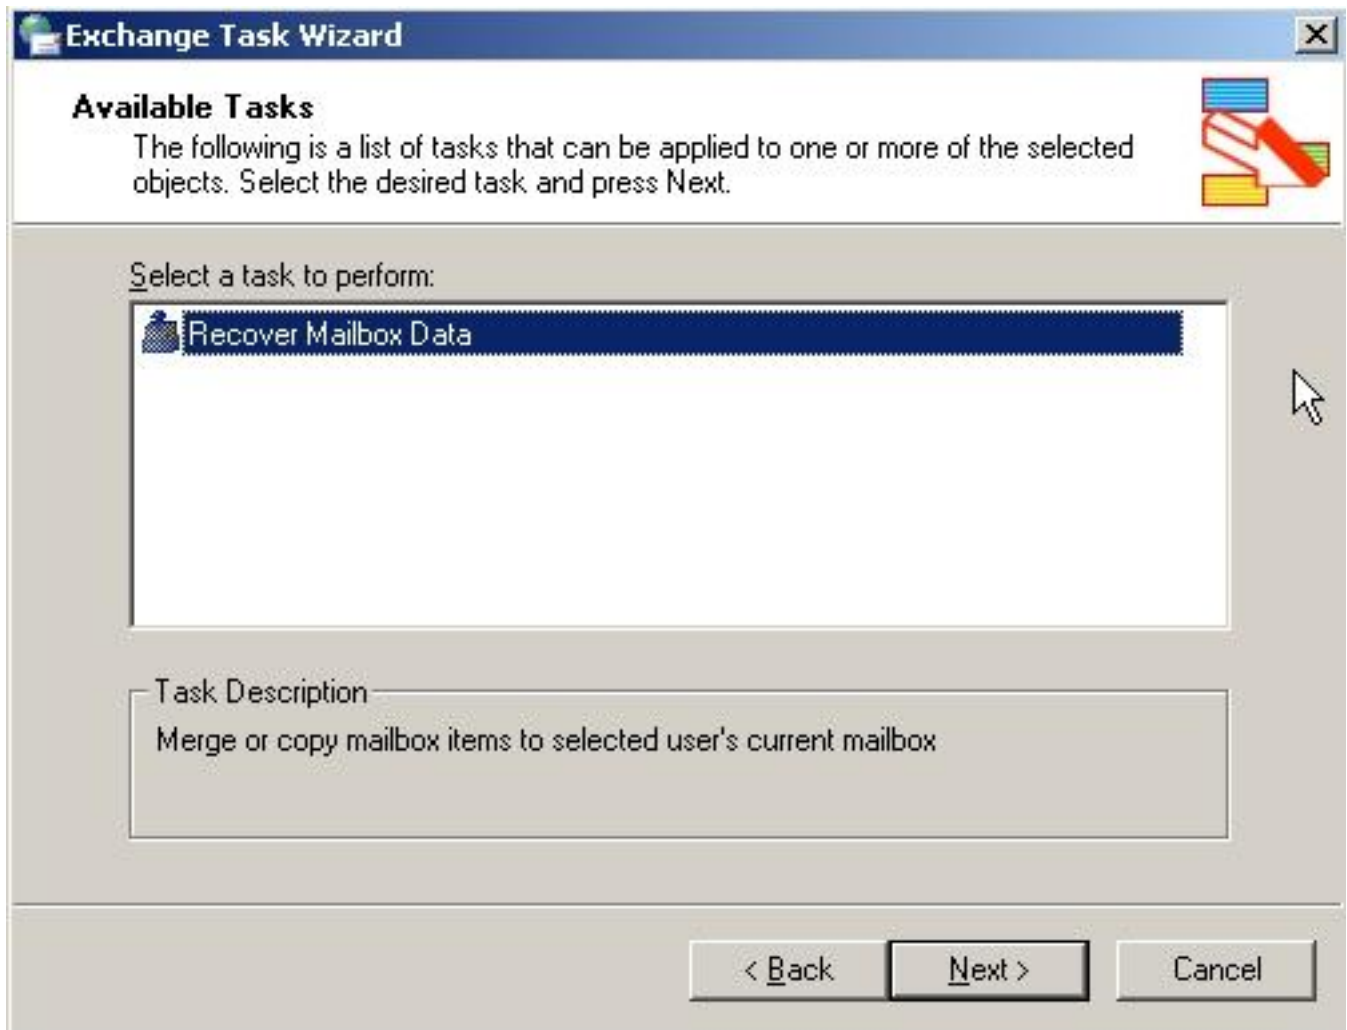 Exchange Task Wizard
Available Tasks
The following is a list of tasks that can be applied to one or more of the selected
objects. Select the desired task and press Next.
Select a task to perform:
Recover Mailbox Data
Task Description
Merge or copy mailbox items to selected user's current mailbox
< Back Next > Cancel